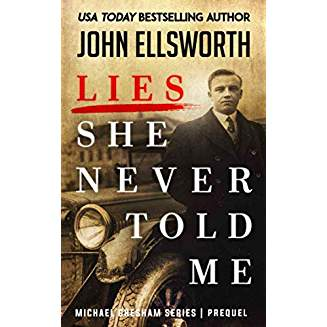 USA TODAY BESTSELLING AUTHOR
JOHN ELLSWORTH
LIES
SHE
NEVER
TOLD
ME
MICHAEL GRESHAM SERIES | PREQUEL